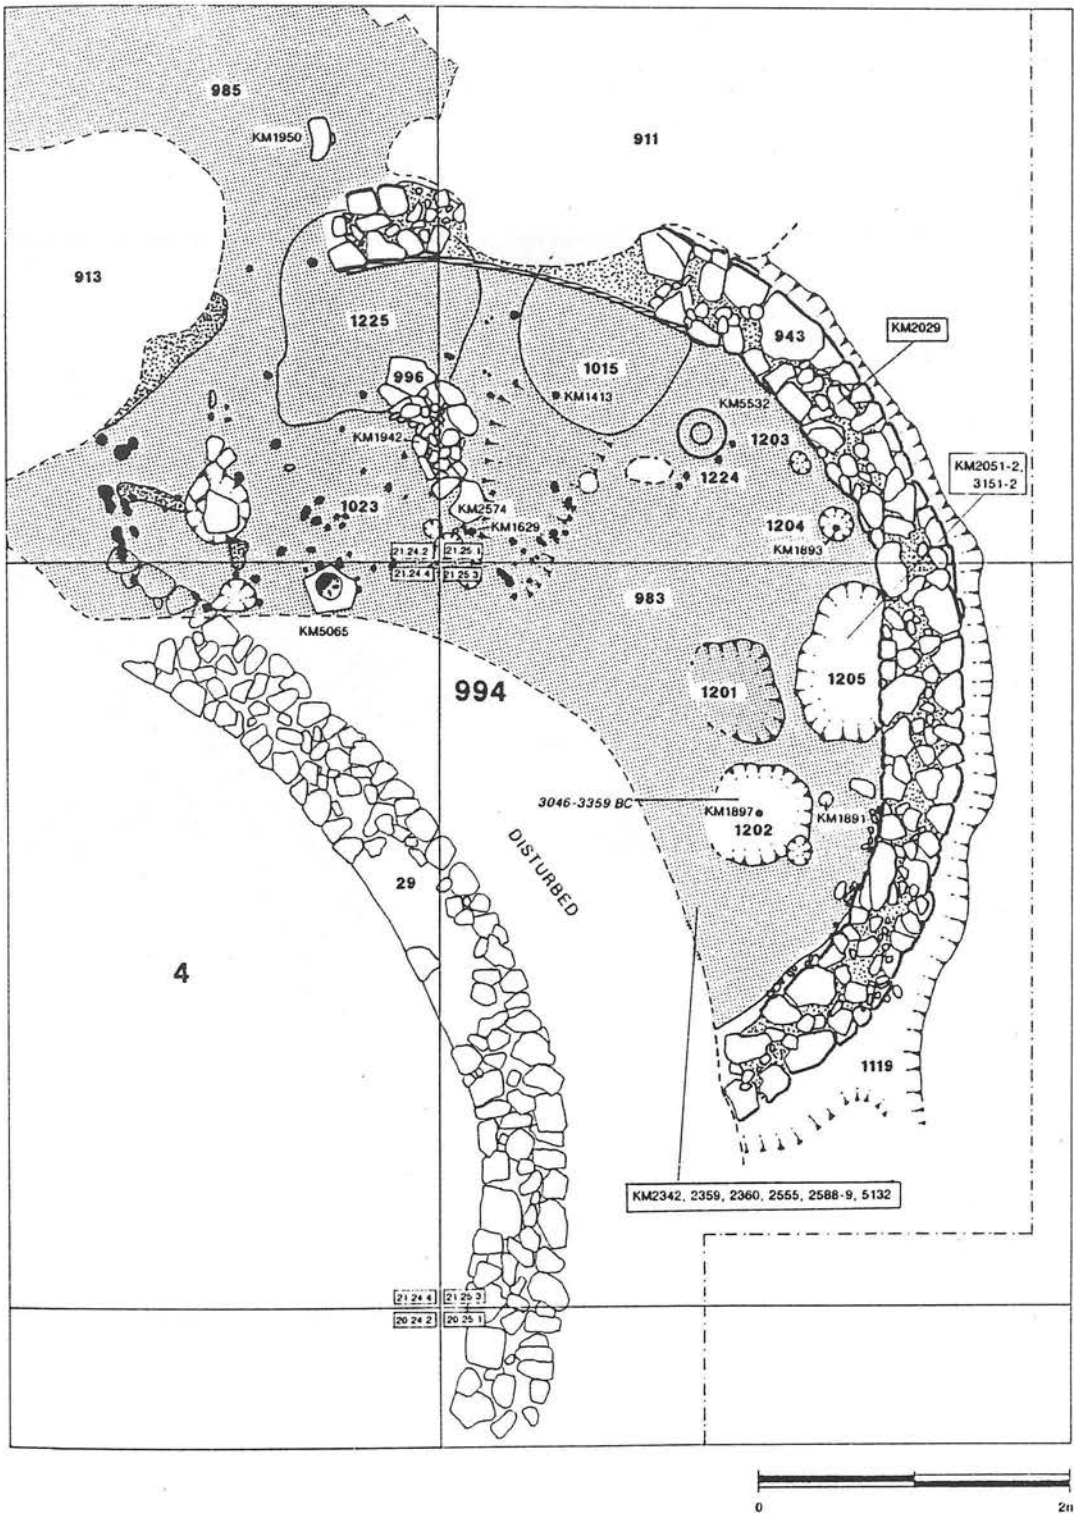 985
KM1950
911
913
1225
943
KM2029
996
1015
KM1413
KM5532
KM1942
1203
KM2051-2,
3151-2
1224
1023
KM2574
1204
KM1629
KM1893
21.24.2
21.25 1
21.24 4
21.25 3
983
KM5065
1205
994
1201
3046-3359 BC
KM1897
KM1891
1202
DISTURBED
29
4
1119
KM2342, 2359, 2360, 2555, 2588-9, 5132
21 24 4
21 25 3
20 24 2
20 25 1
0
2m